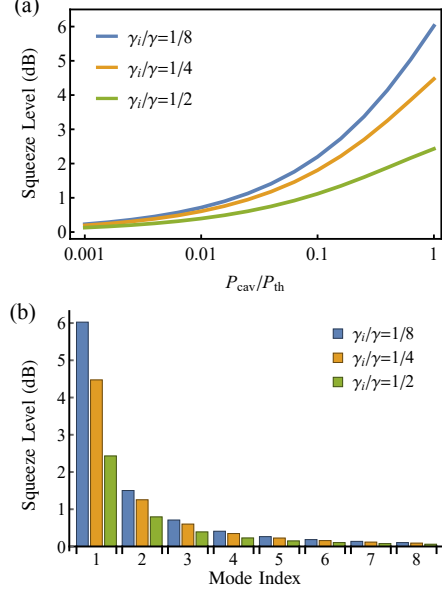 (a)
6
5
4
3
2
1
0
Squeeze Level (dB)
γᵢ/γ=1/8
γᵢ/γ=1/4
γᵢ/γ=1/2
0.001 0.01 0.1 1
P_cav/P_th
(b)
6
5
4
3
2
1
0
Squeeze Level (dB)
γᵢ/γ=1/8
γᵢ/γ=1/4
γᵢ/γ=1/2
1 2 3 4 5 6 7 8
Mode Index